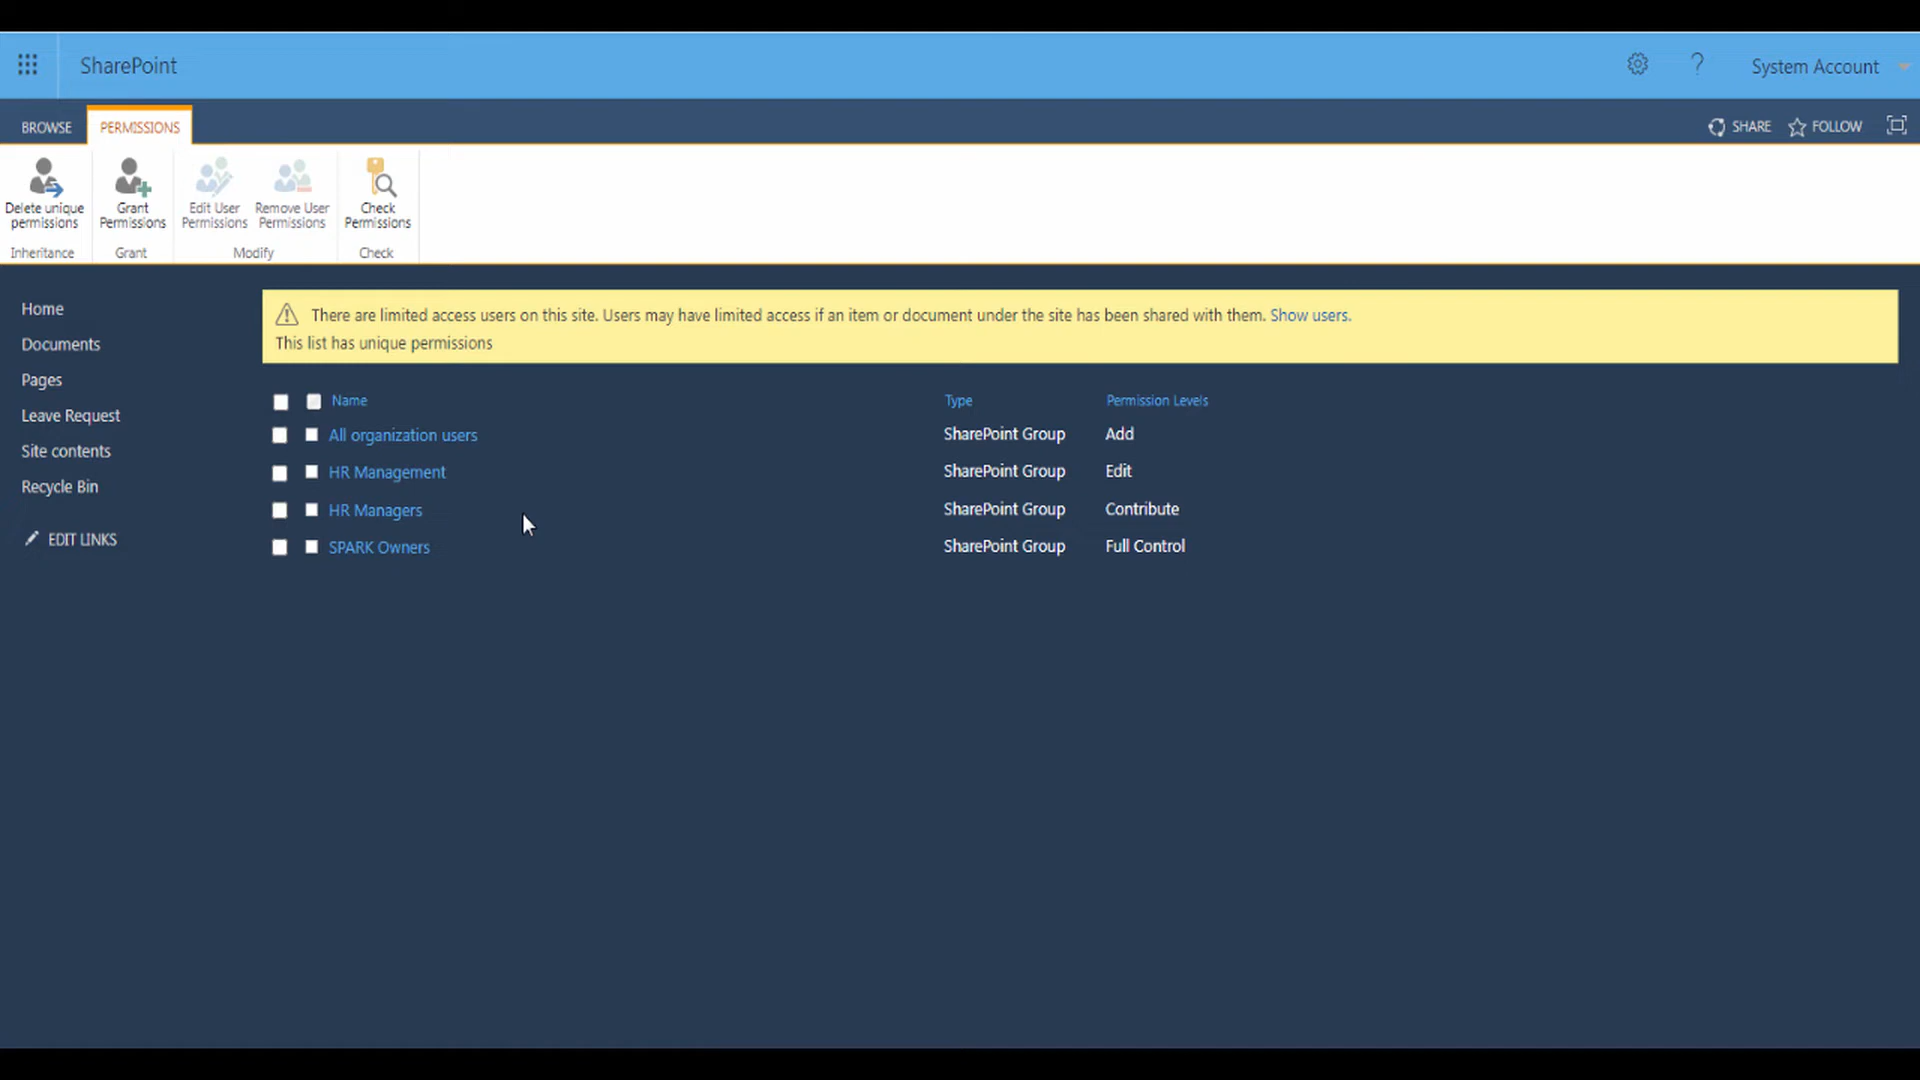 SharePoint
? System Account
BROWSE PERMISSIONS
SHARE FOLLOW
Delete unique permissions
Grant Permissions
Edit User Permissions
Remove User Permissions
Check Permissions
Inheritance Grant Modify Check
Home
Documents
Pages
Leave Request
Site contents
Recycle Bin
EDIT LINKS
There are limited access users on this site. Users may have limited access if an item or document under the site has been shared with them. Show users.
This list has unique permissions
Name Type Permission Levels
All organization users SharePoint Group Add
HR Management SharePoint Group Edit
HR Managers SharePoint Group Contribute
SPARK Owners SharePoint Group Full Control